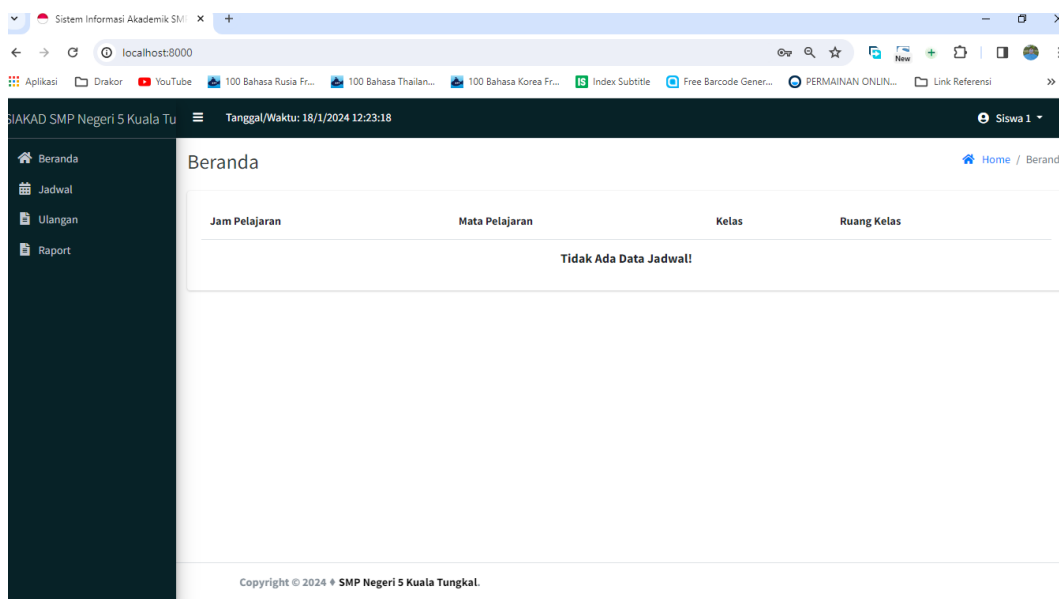 Sistem Informasi Akademik SM
localhost:8000
New
Aplikasi Drakor YouTube 100 Bahasa Rusia Fr... 100 Bahasa Thailan... 100 Bahasa Korea Fr... IS Index Subtitle Free Barcode Gener... PERMAINAN ONLIN... Link Referensi »
SIAKAD SMP Negeri 5 Kuala Tu Tanggal/Waktu: 18/1/2024 12:23:18 Siswa 1
Beranda
Jadwal
Ulangan
Raport
Beranda Home / Berand
Jam Pelajaran Mata Pelajaran Kelas Ruang Kelas
Tidak Ada Data Jadwal!
Copyright © 2024 ♦ SMP Negeri 5 Kuala Tungkal.